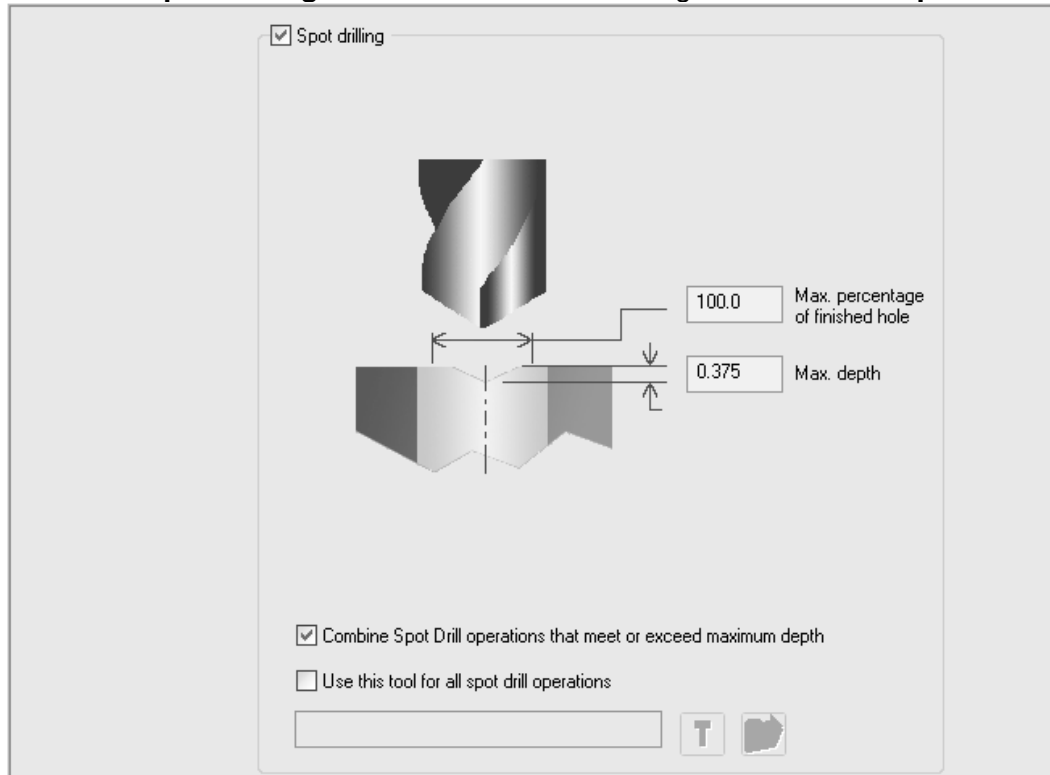 Spot drilling
100.0
Max. percentage
of finished hole
0.375
Max. depth
Combine Spot Drill operations that meet or exceed maximum depth
Use this tool for all spot drill operations
T